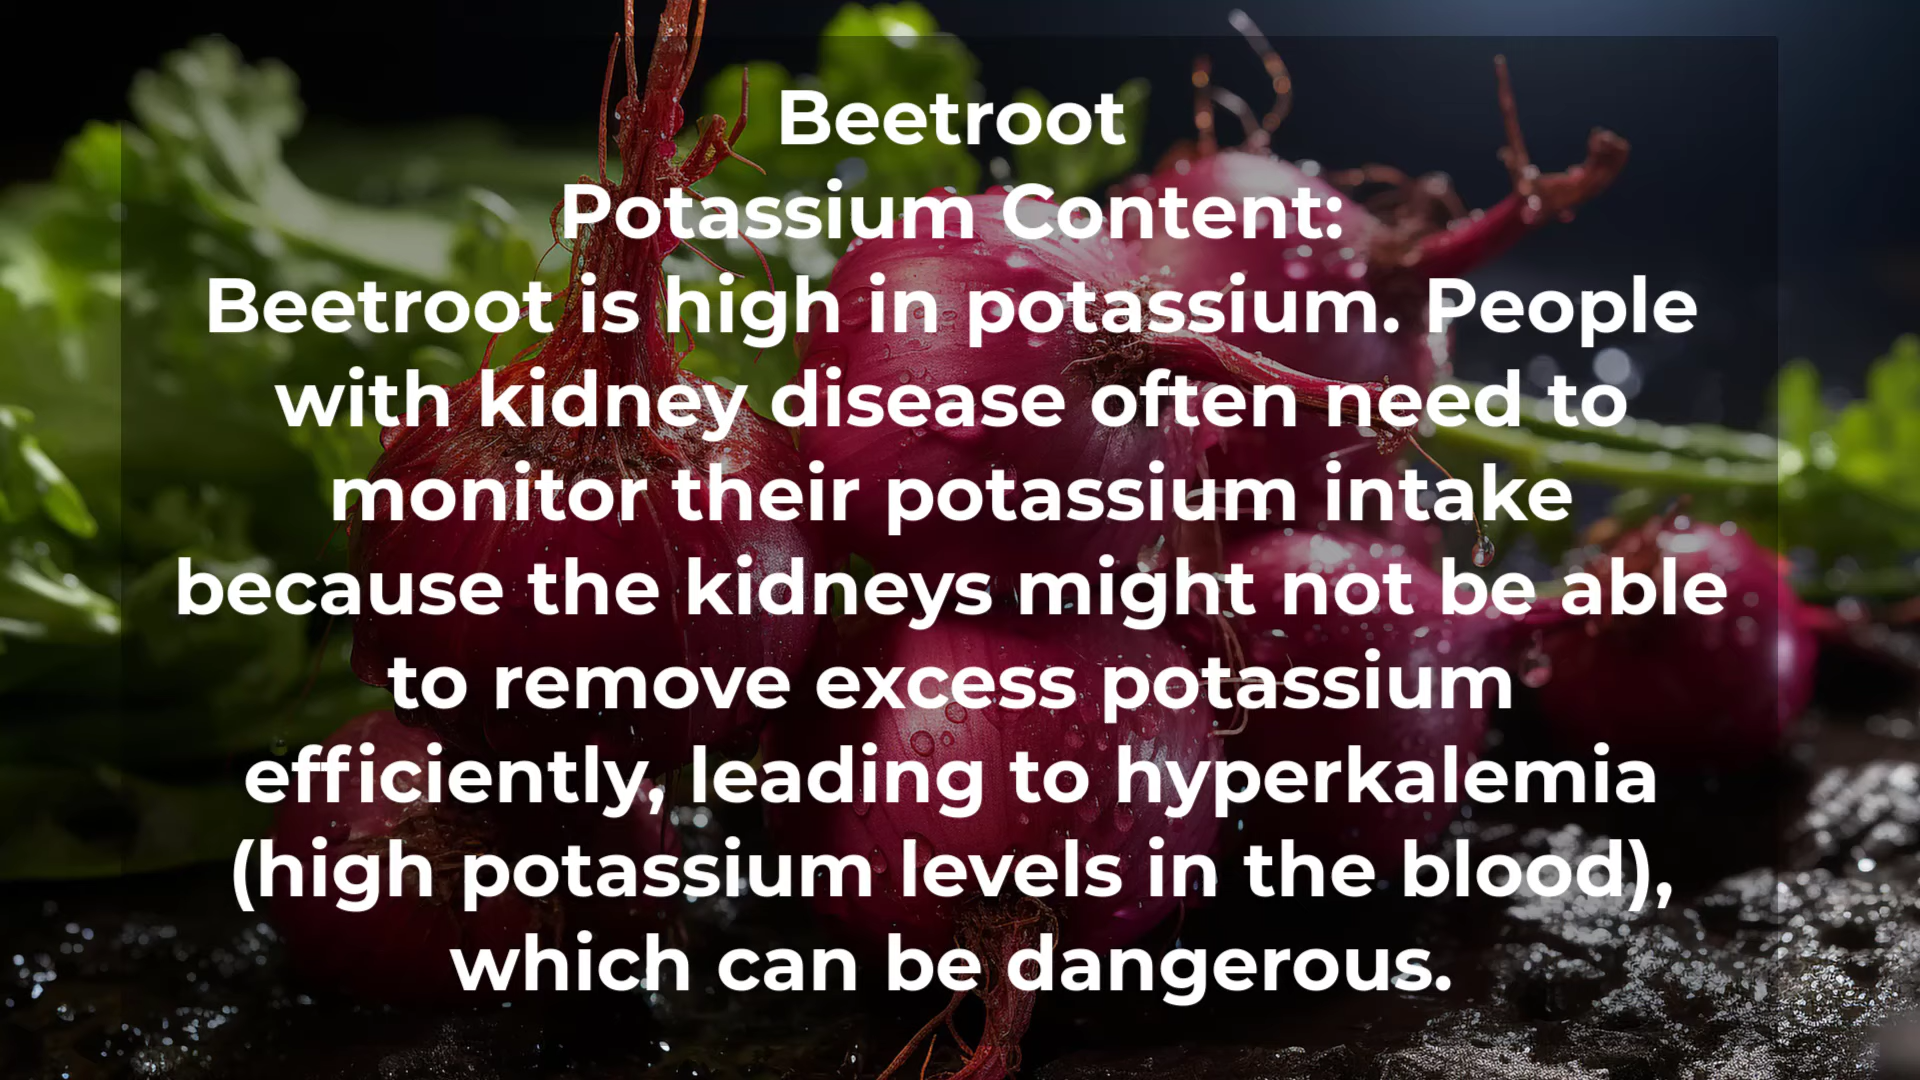 Beetroot
Potassium Content:
Beetroot is high in potassium. People
with kidney disease often need to
monitor their potassium intake
because the kidneys might not be able
to remove excess potassium
efficiently, leading to hyperkalemia
(high potassium levels in the blood),
which can be dangerous.